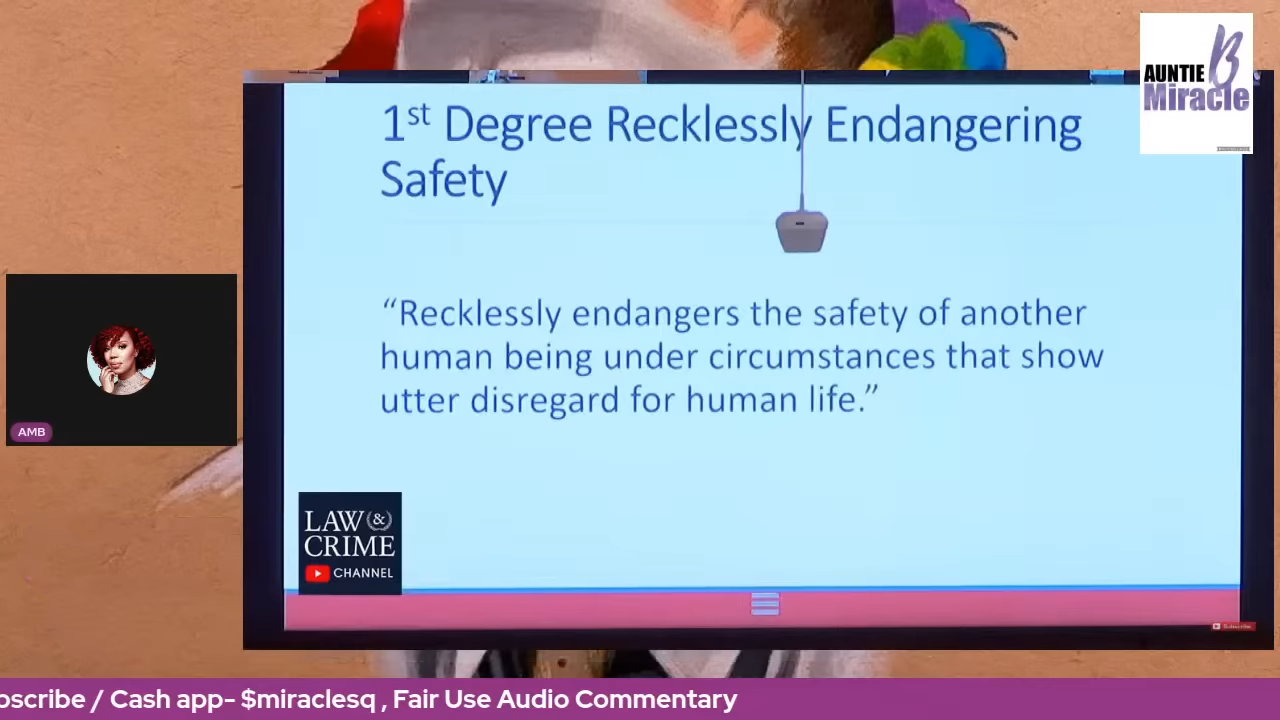 AUNTIE B
Miracle
1st Degree Recklessly Endangering
Safety
“Recklessly endangers the safety of another
human being under circumstances that show
utter disregard for human life.”
AMB
LAW &
CRIME
CHANNEL
Subscribe
oscribe / Cash app- $miraclesq , Fair Use Audio Commentary